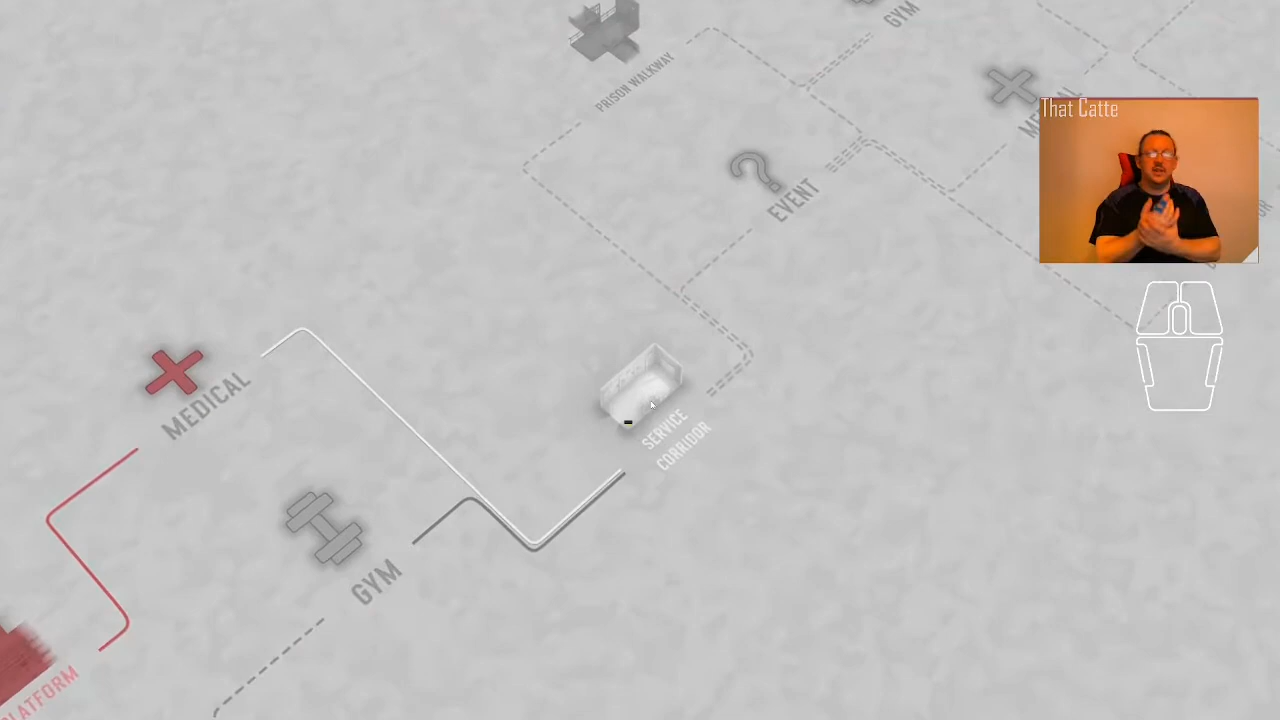 GYM
PRISON WALKWAY
That Catte
EVENT
MEDICAL
SERVICE
CORRIDOR
GYM
PLATFORM